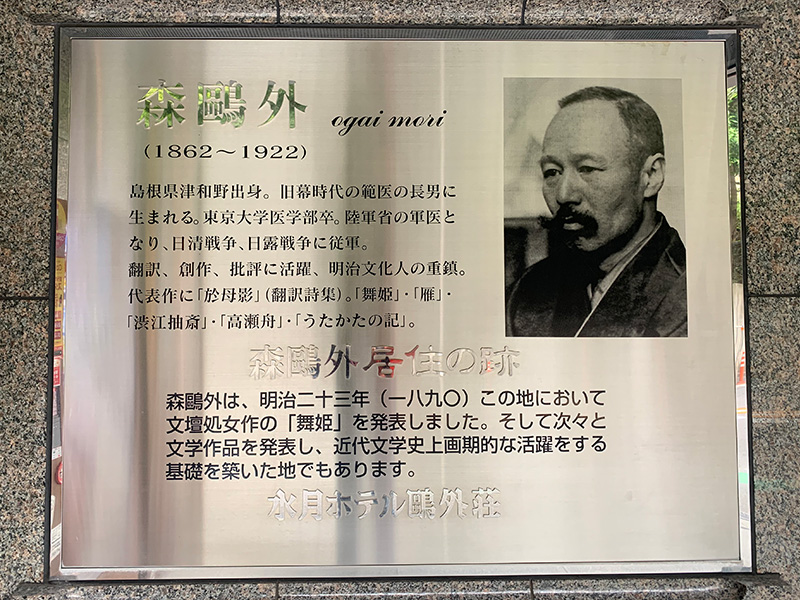 森鷗外 ogai mori
(1862～1922)
島根県津和野出身。旧幕時代の範医の長男に
生まれる。東京大学医学部卒。陸軍省の軍医と
なり、日清戦争、日露戦争に従軍。
翻訳、創作、批評に活躍、明治文化人の重鎮。
代表作に「於母影」(翻訳詩集)。「舞姫」・「雁」・
「渋江抽斎」・「高瀬舟」・「うたかたの記」。
森鷗外居住の跡
森鷗外は、明治二十三年（一八九〇）この地において
文壇処女作の「舞姫」を発表しました。そして次々と
文学作品を発表し、近代文学史上画期的な活躍をする
基礎を築いた地でもあります。
水月ホテル鷗外荘